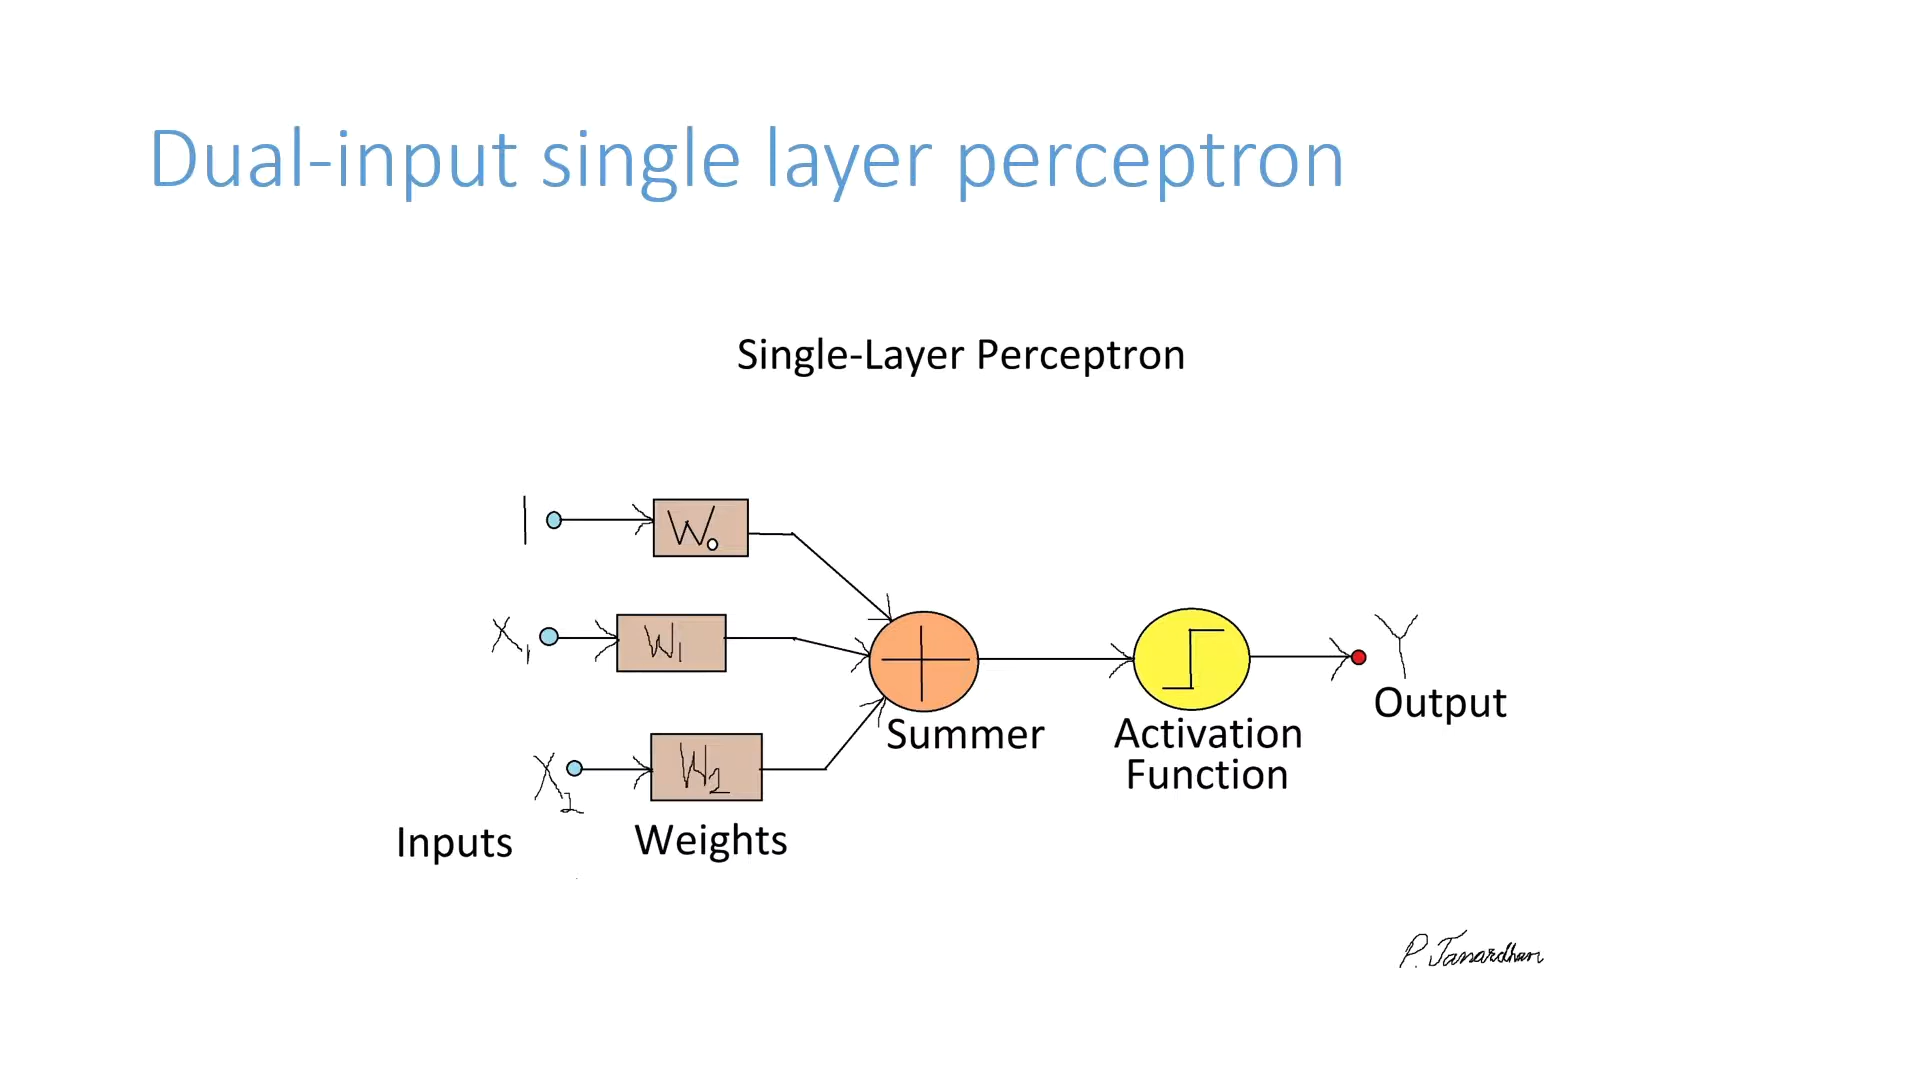 Dual-input single layer perceptron
Single-Layer Perceptron
1
W0
X1
W1
X2
W2
Y
Output
Summer
Activation
Function
Inputs
Weights
P. Janardhan